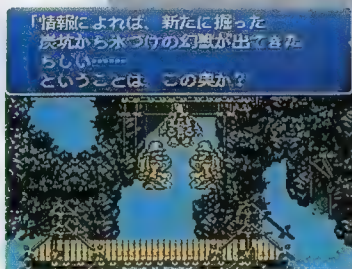 「情報によれば、新たに掘った
炭坑から氷づけの幻獣が出てきた
らしい……
ということは、この奥か?